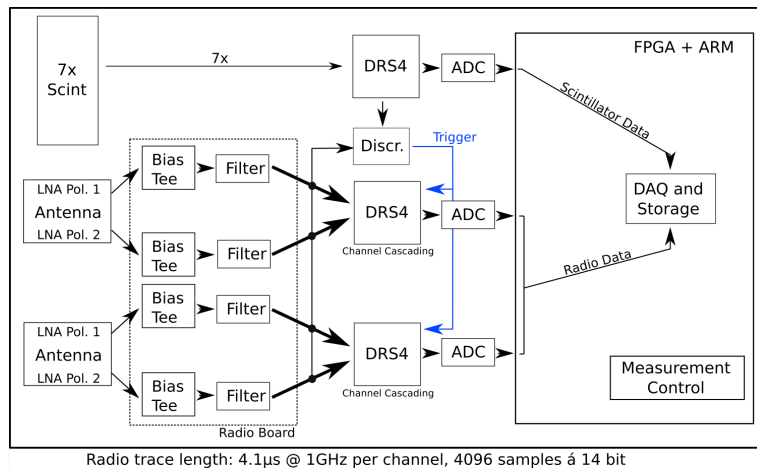 7x
Scint
7x
DRS4
ADC
FPGA + ARM
Scintillator Data
Discr.
Trigger
LNA Pol. 1
Antenna
LNA Pol. 2
Bias
Tee
Filter
Bias
Tee
Filter
DRS4
Channel Cascading
ADC
DAQ and
Storage
Radio Data
LNA Pol. 1
Antenna
LNA Pol. 2
Bias
Tee
Filter
Bias
Tee
Filter
DRS4
Channel Cascading
ADC
Measurement
Control
Radio Board
Radio trace length: 4.1μs @ 1GHz per channel, 4096 samples á 14 bit